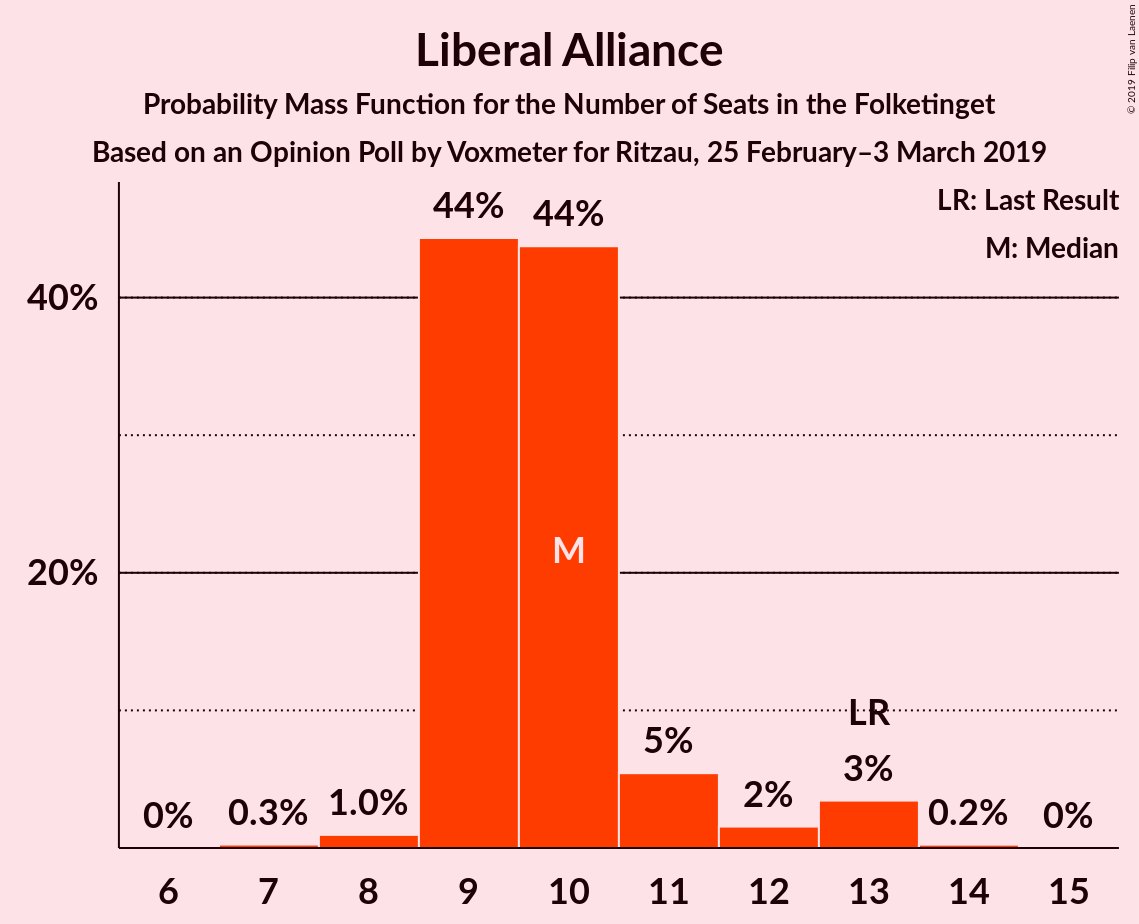 Liberal Alliance
Probability Mass Function for the Number of Seats in the Folketinget
Based on an Opinion Poll by Voxmeter for Ritzau, 25 February–3 March 2019
© 2019 Filip van Laenen
LR: Last Result
M: Median
44%
44%
40%
M
20%
LR
5%
3%
2%
1.0%
0.3%
0.2%
0%
0%
6 7 8 9 10 11 12 13 14 15